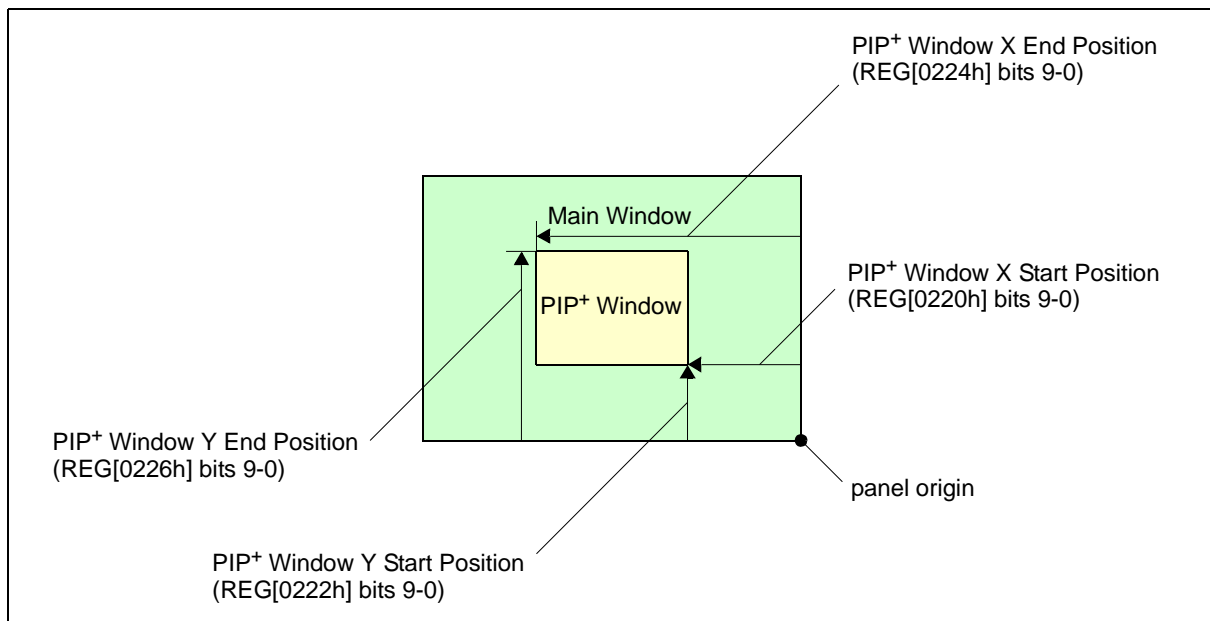 PIP+ Window X End Position
(REG[0224h] bits 9-0)
Main Window
PIP+ Window X Start Position
(REG[0220h] bits 9-0)
PIP+ Window
PIP+ Window Y End Position
(REG[0226h] bits 9-0)
panel origin
PIP+ Window Y Start Position
(REG[0222h] bits 9-0)